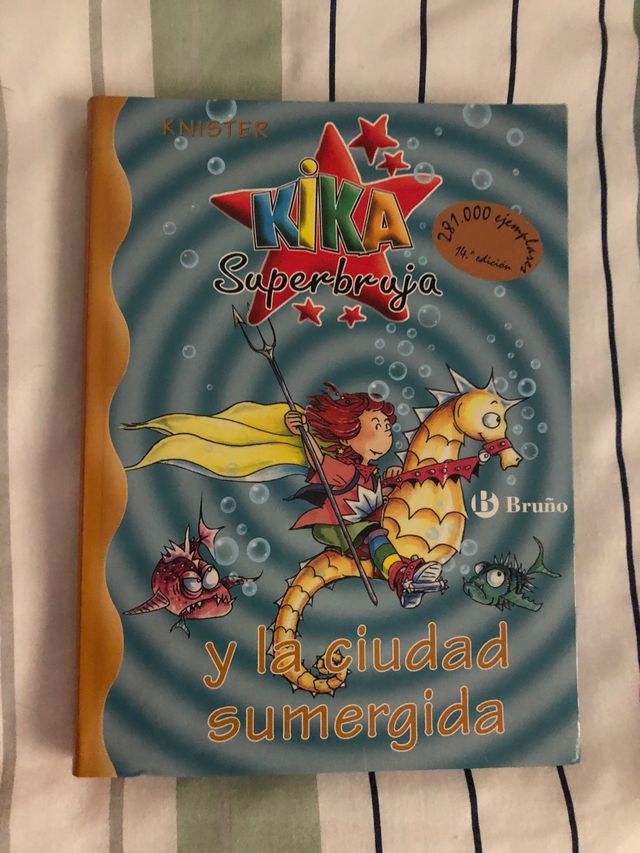 KNISTER
KiKA
Superbruja
281.000 ejemplares
14.ª edición
B Bruño
y la ciudad
sumergida